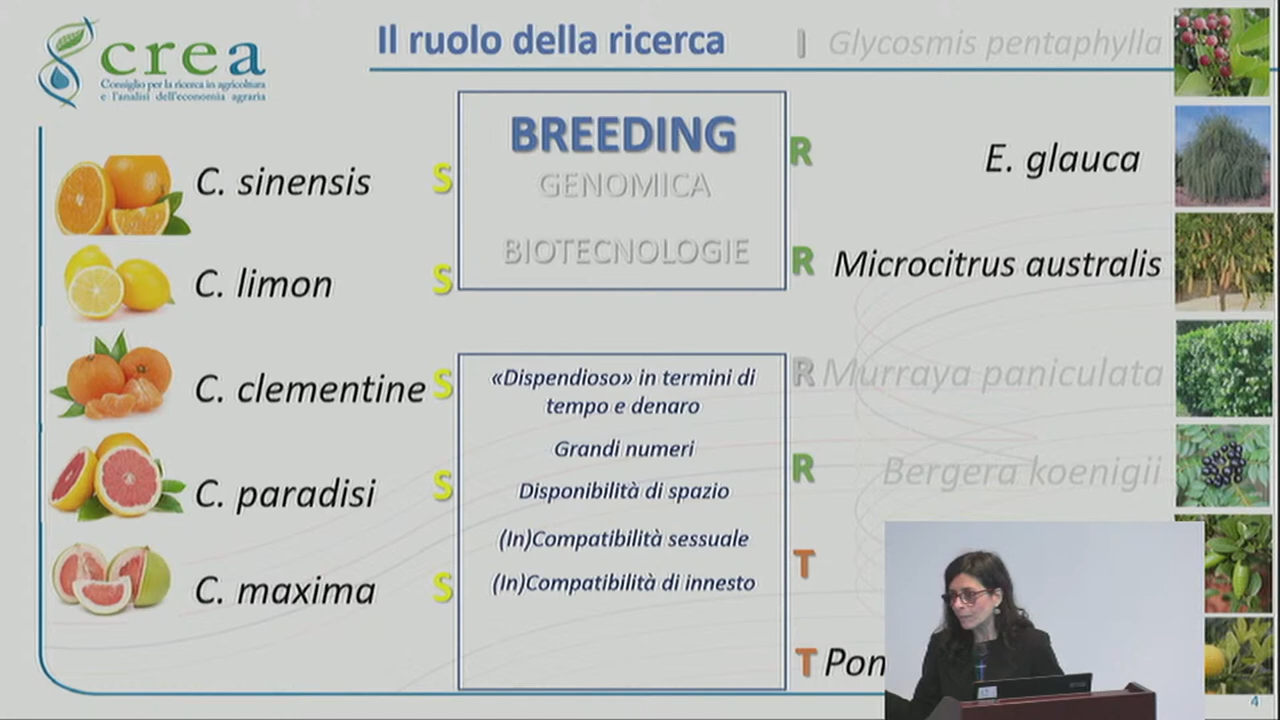 crea
Consiglio per la ricerca in agricoltura
e l'analisi dell'economia agraria
Il ruolo della ricerca
I Glycosmis pentaphylla
BREEDING
GENOMICA
BIOTECNOLOGIE
C. sinensis S
C. limon S
C. clementine S
C. paradisi S
C. maxima S
«Dispendioso» in termini di
tempo e denaro
Grandi numeri
Disponibilità di spazio
(In)Compatibilità sessuale
(In)Compatibilità di innesto
R E. glauca
R Microcitrus australis
R Murraya paniculata
R Bergera koenigii
T
T Pon
4